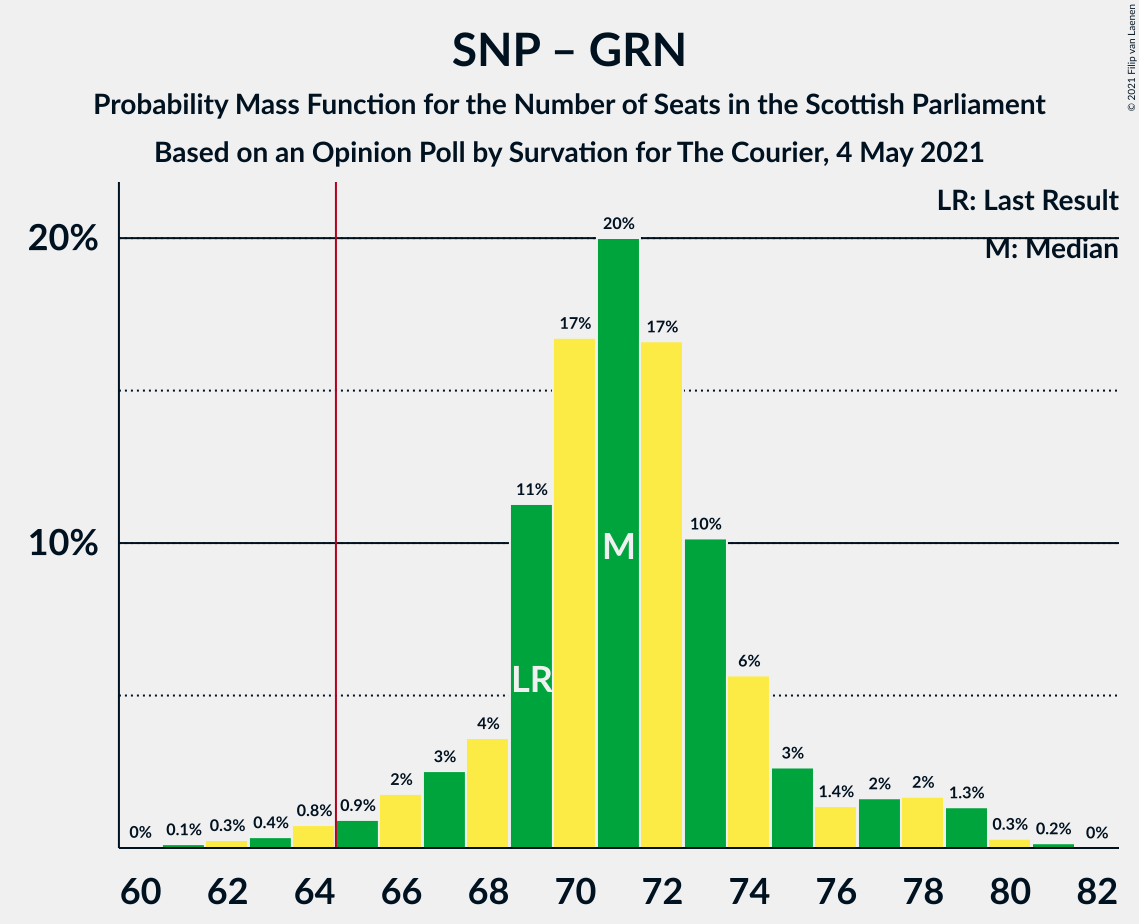 SNP – GRN
Probability Mass Function for the Number of Seats in the Scottish Parliament
Based on an Opinion Poll by Survation for The Courier, 4 May 2021
© 2021 Filip van Laenen
LR: Last Result
M: Median
20%
10%
0%
0.1%
0.3%
0.4%
0.8%
0.9%
2%
3%
4%
11%
17%
20%
17%
10%
6%
3%
1.4%
2%
2%
1.3%
0.3%
0.2%
0%
LR
M
60 62 64 66 68 70 72 74 76 78 80 82